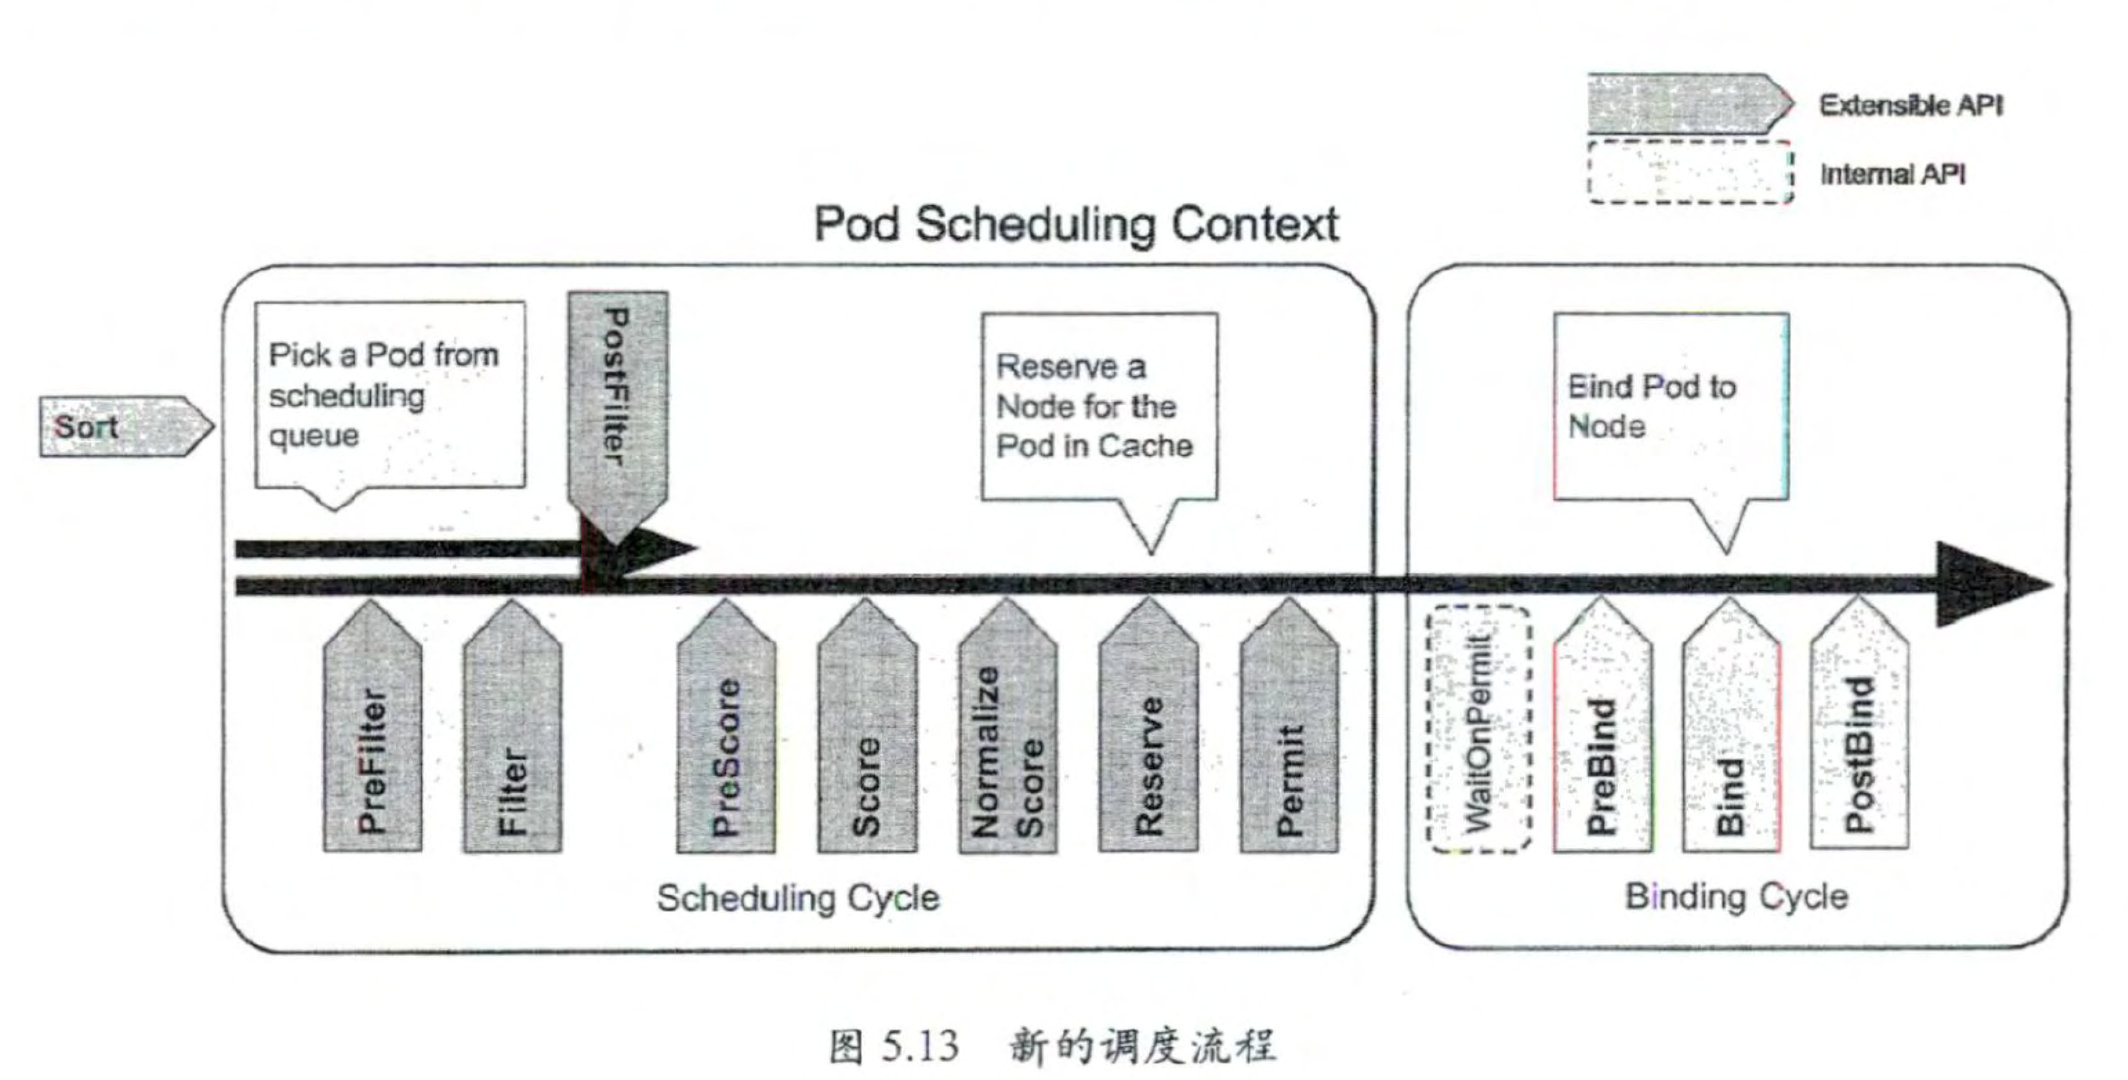 Extensible API
Internal API
Pod Scheduling Context
Sort
Pick a Pod from
scheduling
queue
PostFilter
Reserve a
Node for the
Pod in Cache
Bind Pod to
Node
PreFilter
Filter
PreScore
Score
Normalize
Score
Reserve
Permit
WaitOnPermit
PreBind
Bind
PostBind
Scheduling Cycle
Binding Cycle
图 5.13 新的调度流程